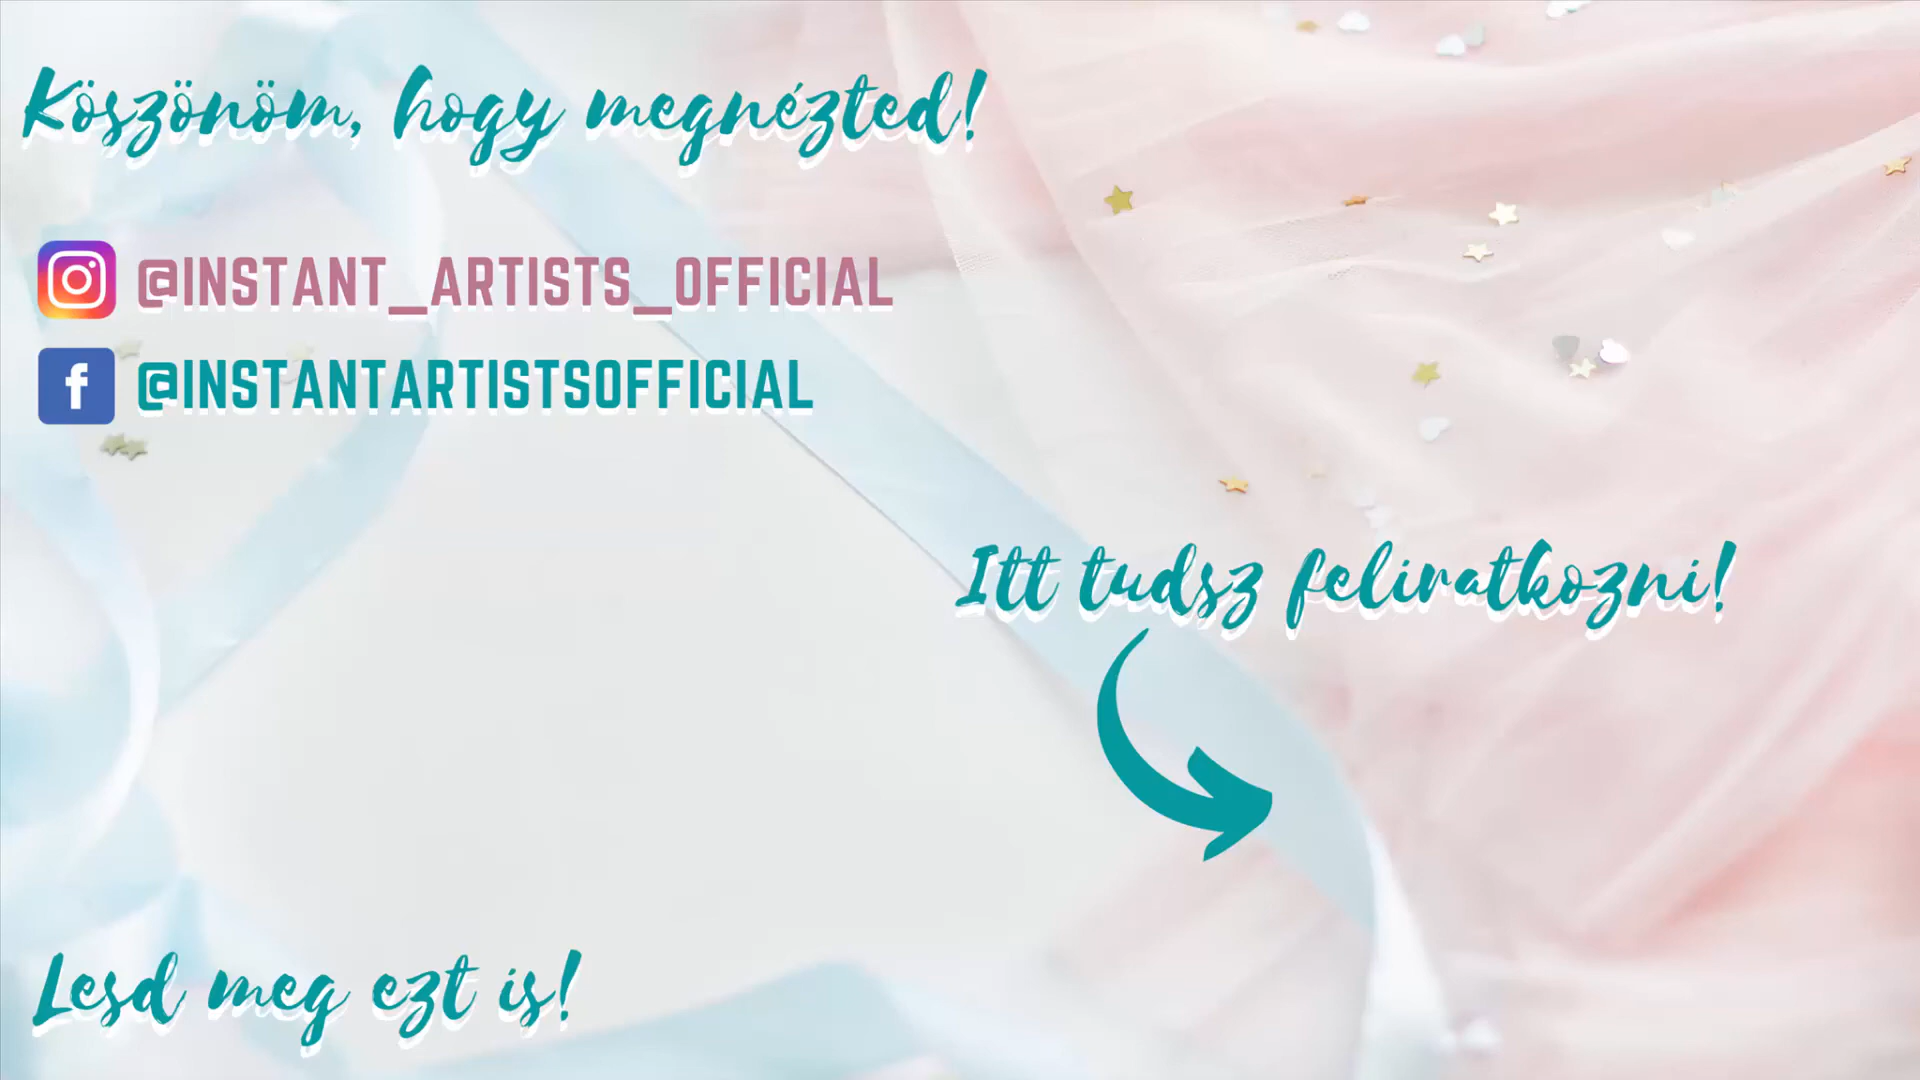 Köszönöm, hogy megnézted!
@INSTANT_ARTISTS_OFFICIAL
f @INSTANTARTISTSOFFICIAL
Itt tudsz feliratkozni!
Lesd meg ezt is!